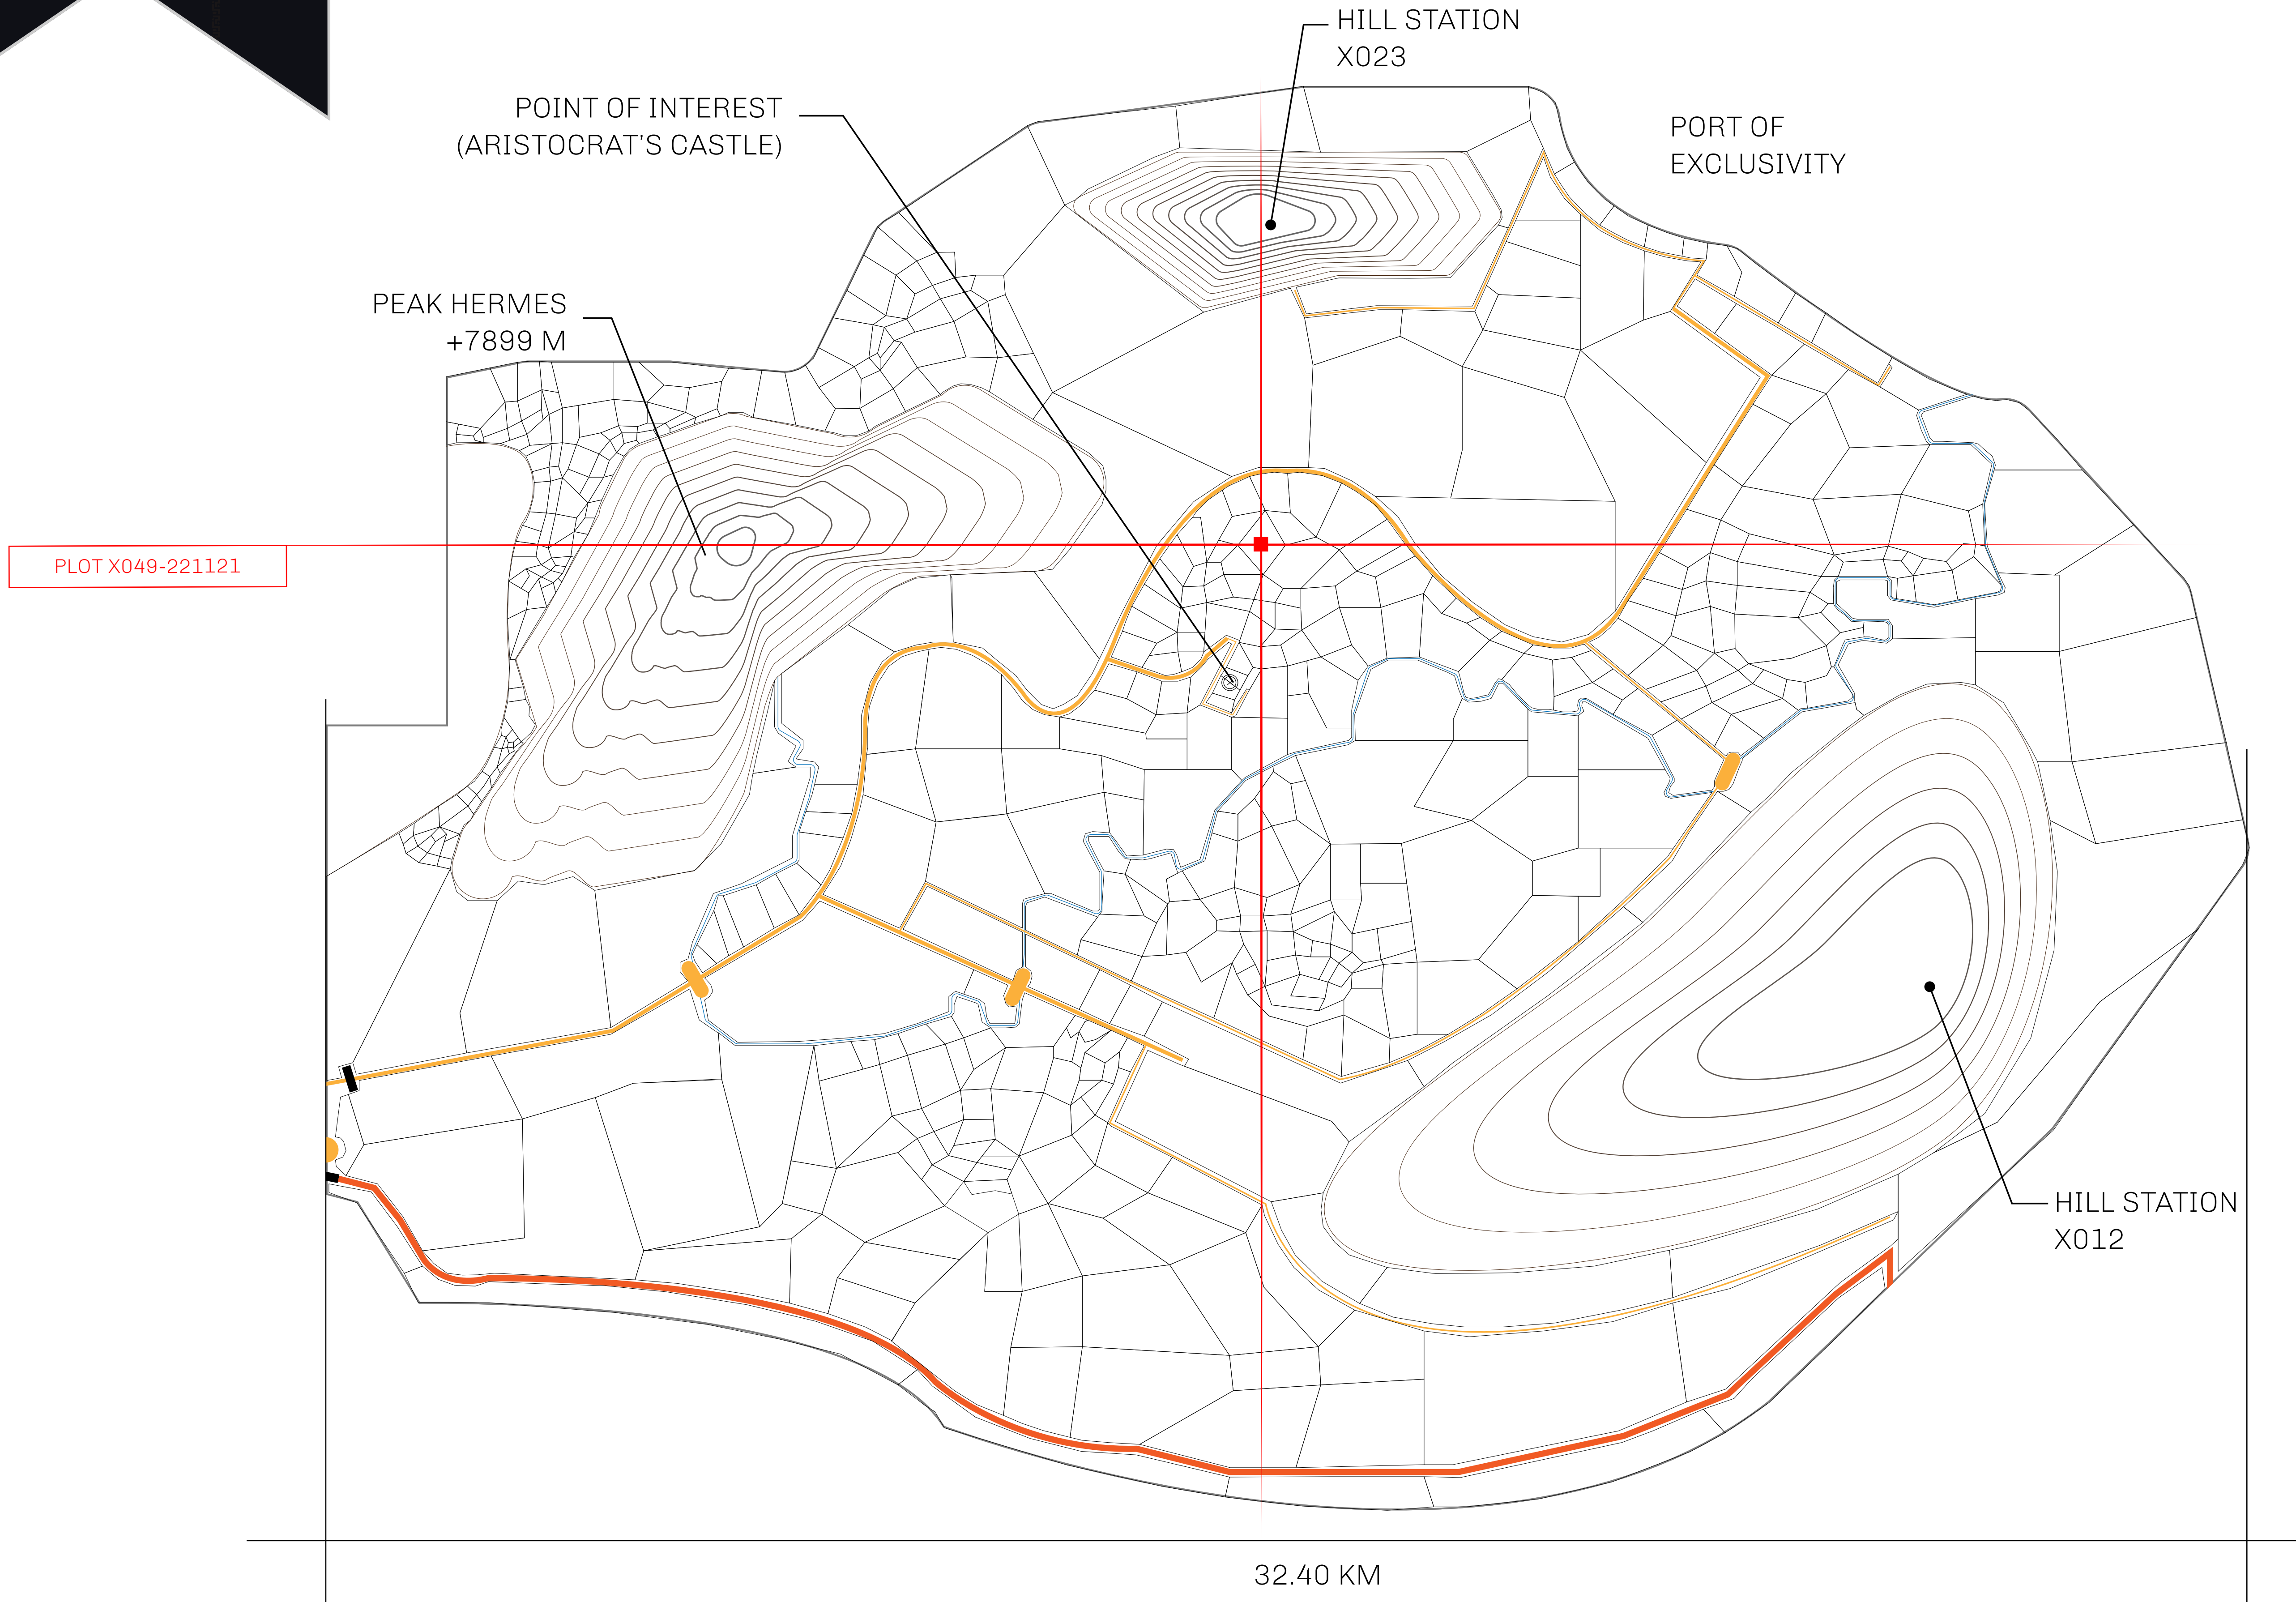 HILL STATION
X023
POINT OF INTEREST
(ARISTOCRAT'S CASTLE)
PORT OF
EXCLUSIVITY
PEAK HERMES
+7899 M
PLOT X049-221121
HILL STATION
X012
32.40 KM